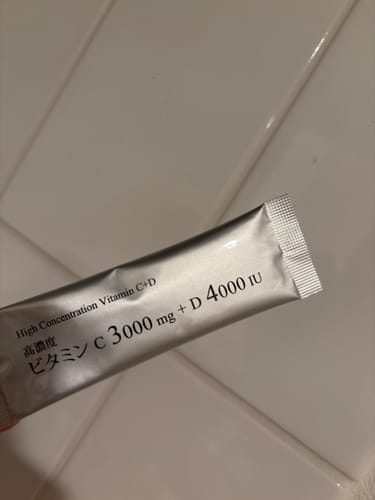 High Concentration Vitamin C+D
高濃度
ビタミン C 3000 mg + D 4000 IU